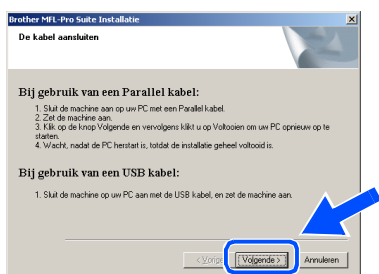 Brother MFL-Pro Suite Installatie
De kabel aansluiten
Bij gebruik van een Parallel kabel:
1. Sluit de machine aan op uw PC met een Parallel kabel.
2. Zet de machine aan.
3. Klik op de knop Volgende en vervolgens klikt u op Voltooien om uw PC opnieuw op te
starten.
4. Wacht, nadat de PC herstart is, totdat de installatie geheel voltooid is.
Bij gebruik van een USB kabel:
1. Sluit de machine op uw PC aan met de USB kabel, en zet de machine aan.
< Vorige Volgende > Annuleren